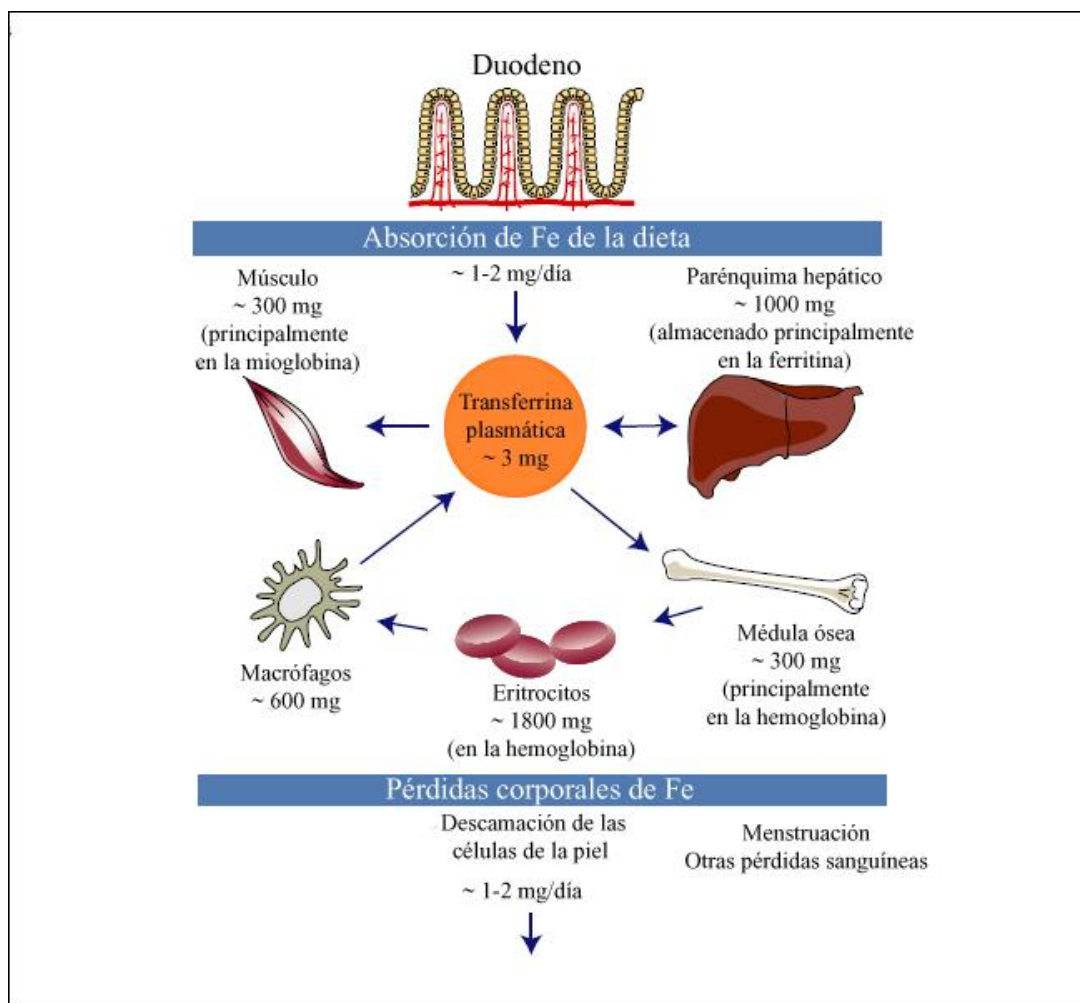 Duodeno
Absorción de Fe de la dieta
~ 1-2 mg/día
Músculo
~ 300 mg
(principalmente
en la mioglobina)
Parénquima hepático
~ 1000 mg
(almacenado principalmente
en la ferritina)
Transferrina
plasmática
~ 3 mg
Macrófagos
~ 600 mg
Eritrocitos
~ 1800 mg
(en la hemoglobina)
Médula ósea
~ 300 mg
(principalmente
en la hemoglobina)
Pérdidas corporales de Fe
Descamación de las
células de la piel
~ 1-2 mg/día
Menstruación
Otras pérdidas sanguíneas